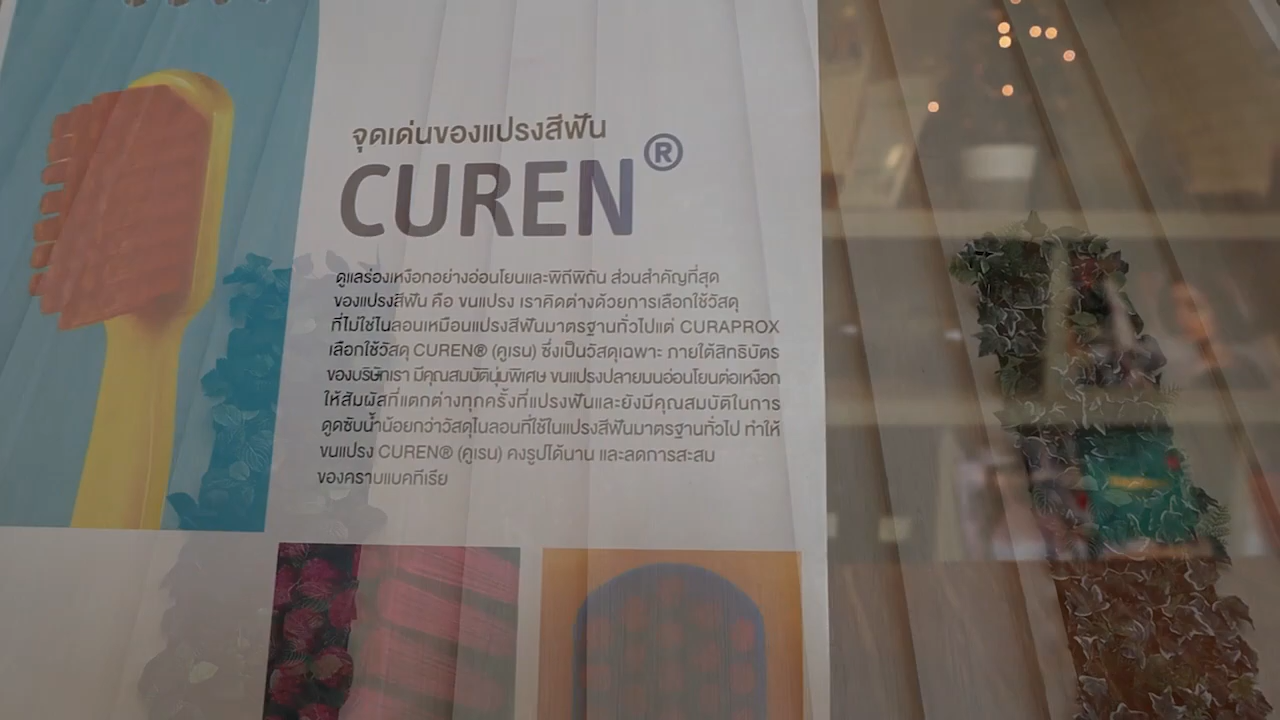 จุดเด่นของแปรงสีฟัน
CUREN®
ดูแลร่องเหงือกอย่างอ่อนโยนและพิถีพิถัน ส่วนสำคัญที่สุด
ของแปรงสีฟัน คือ ขนแปรง เราคิดต่างด้วยการเลือกใช้วัสดุ
ที่ไม่ใช่ไนลอนเหมือนแปรงสีฟันมาตรฐานทั่วไปแต่ CURAPROX
เลือกใช้วัสดุ CUREN® (คูเรน) ซึ่งเป็นวัสดุเฉพาะ ภายใต้สิทธิบัตร
ของบริษัทเรา มีคุณสมบัตินุ่มพิเศษ ขนแปรงปลายมนอ่อนโยนต่อเหงือก
ให้สัมผัสที่แตกต่างทุกครั้งที่แปรงฟันและยังมีคุณสมบัติในการ
ดูดซับน้ำน้อยกว่าวัสดุไนลอนที่ใช้ในแปรงสีฟันมาตรฐานทั่วไป ทำให้
ขนแปรง CUREN® (คูเรน) คงรูปได้นาน และลดการสะสม
ของคราบแบคทีเรีย